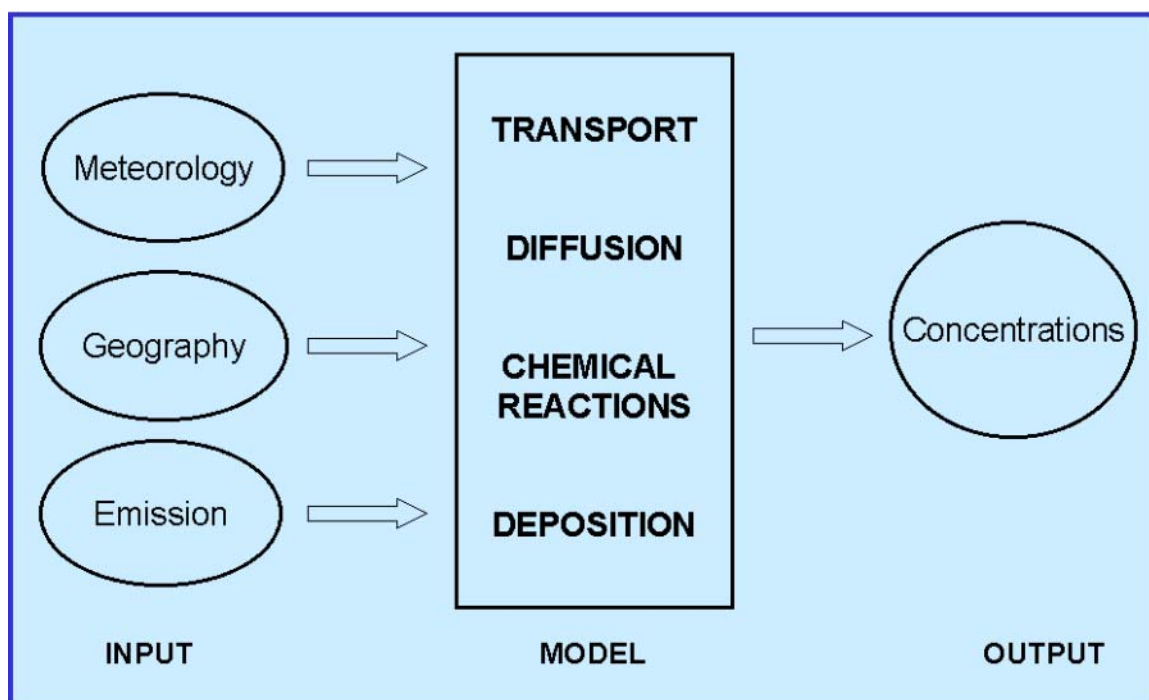 Meteorology
Geography
Emission
INPUT
TRANSPORT
DIFFUSION
CHEMICAL
REACTIONS
DEPOSITION
MODEL
Concentrations
OUTPUT